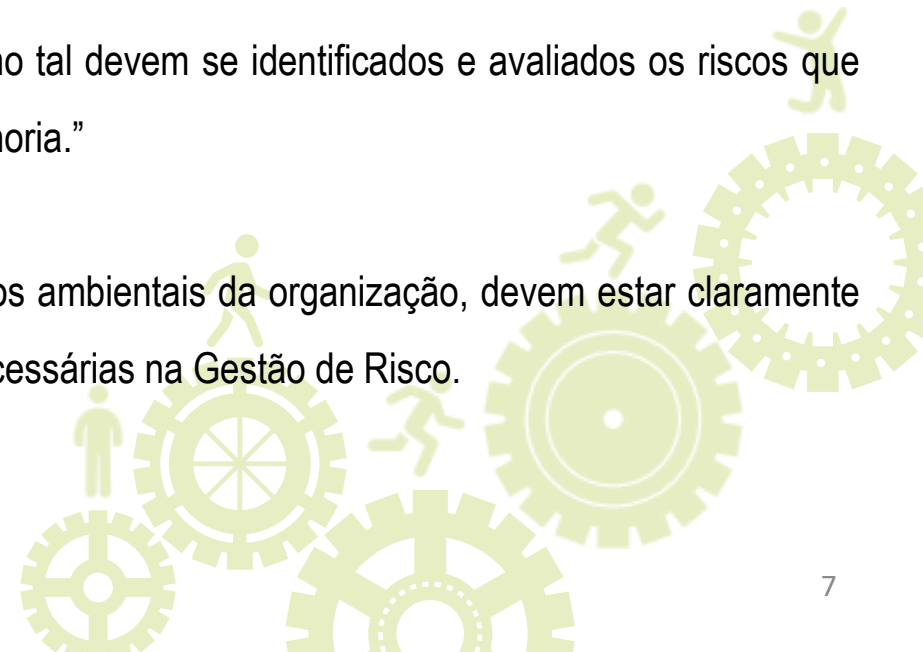 no tal devem se identificados e avaliados os riscos que
horia.”
os ambientais da organização, devem estar claramente
cessárias na Gestão de Risco.
7